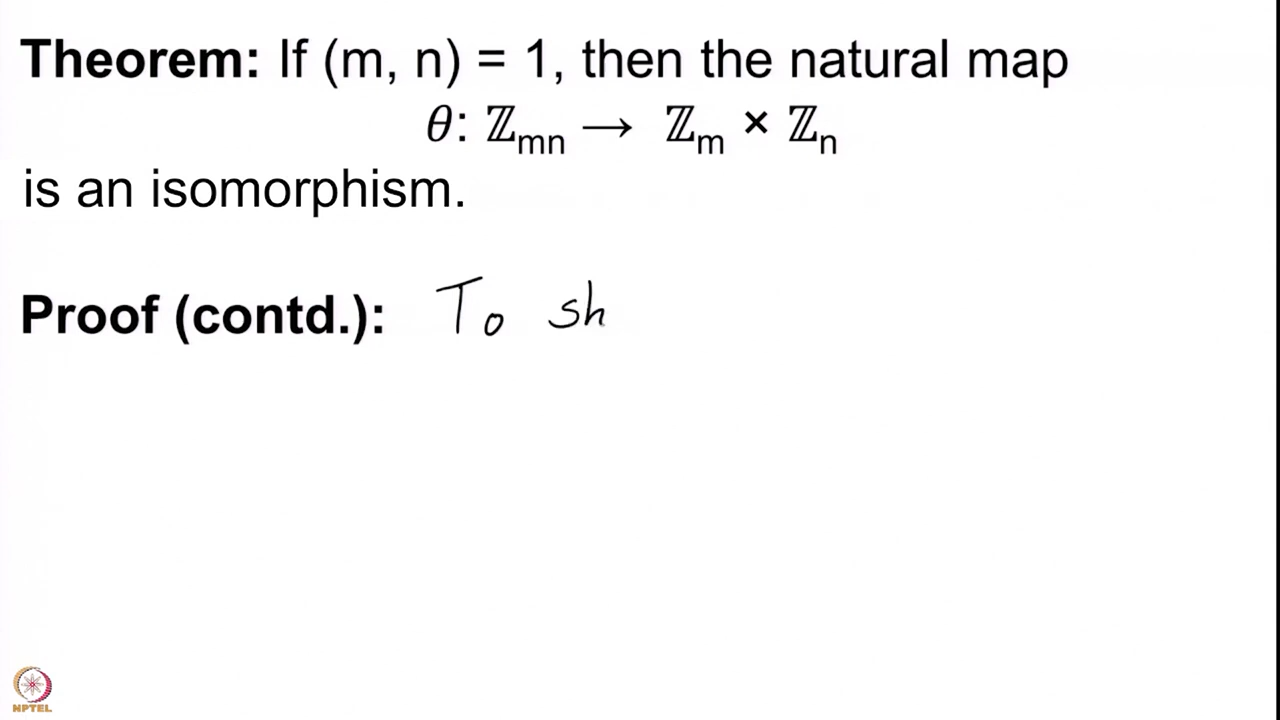 Theorem: If (m, n) = 1, then the natural map
θ: ℤmn → ℤm × ℤn
is an isomorphism.
Proof (contd.): To sh
NPTEL